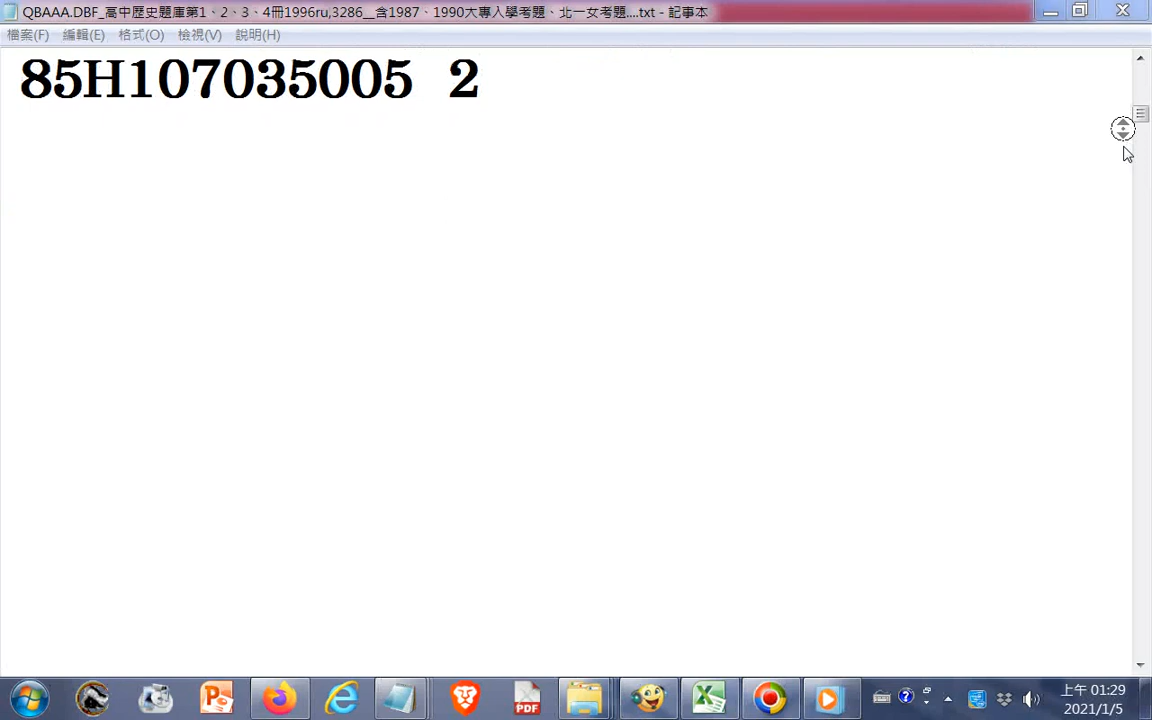 QBAAA.DBF_高中歷史題庫第1、2、3、4冊1996ru,3286__含1987、1990大專入學考題、北一女考題....txt - 記事本
檔案(F) 編輯(E) 格式(O) 檢視(V) 說明(H)
85H107035005 2
PDF
上午 01:29
2021/1/5